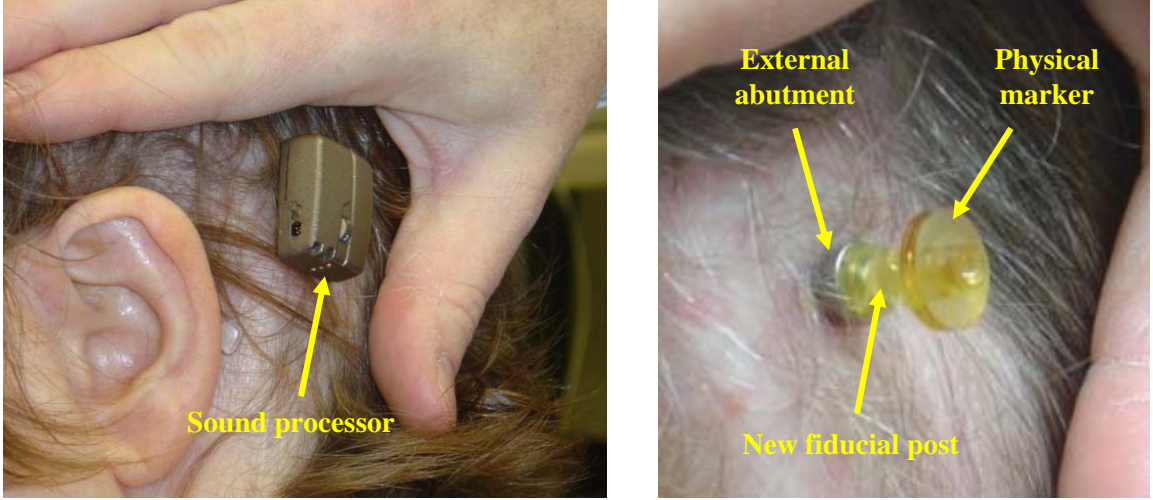 Sound processor
External
abutment
Physical
marker
New fiducial post